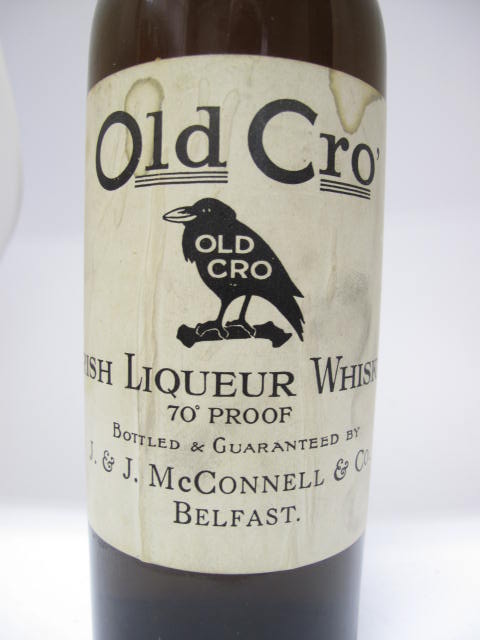 Old Cro'
OLD
CRO
ISH LIQUEUR WHISK
70° PROOF
BOTTLED & GUARANTEED BY
J. & J. McCONNELL & Co.
BELFAST.